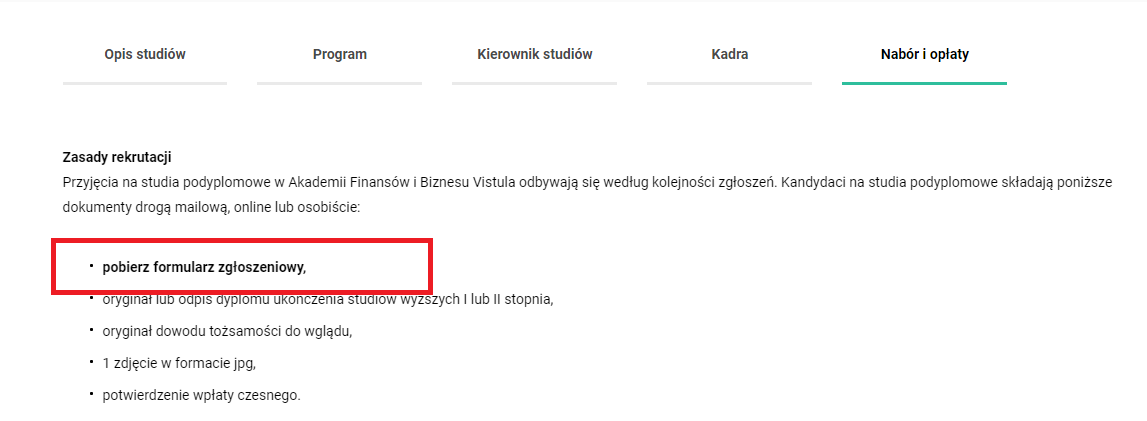 Opis studiów
Program
Kierownik studiów
Kadra
Nabór i opłaty
Zasady rekrutacji
Przyjęcia na studia podyplomowe w Akademii Finansów i Biznesu Vistula odbywają się według kolejności zgłoszeń. Kandydaci na studia podyplomowe składają poniższe
dokumenty drogą mailową, online lub osobiście:
• pobierz formularz zgłoszeniowy,
• oryginał lub odpis dyplomu ukończenia studiów wyższych I lub II stopnia,
• oryginał dowodu tożsamości do wglądu,
• 1 zdjęcie w formacie jpg,
• potwierdzenie wpłaty czesnego.